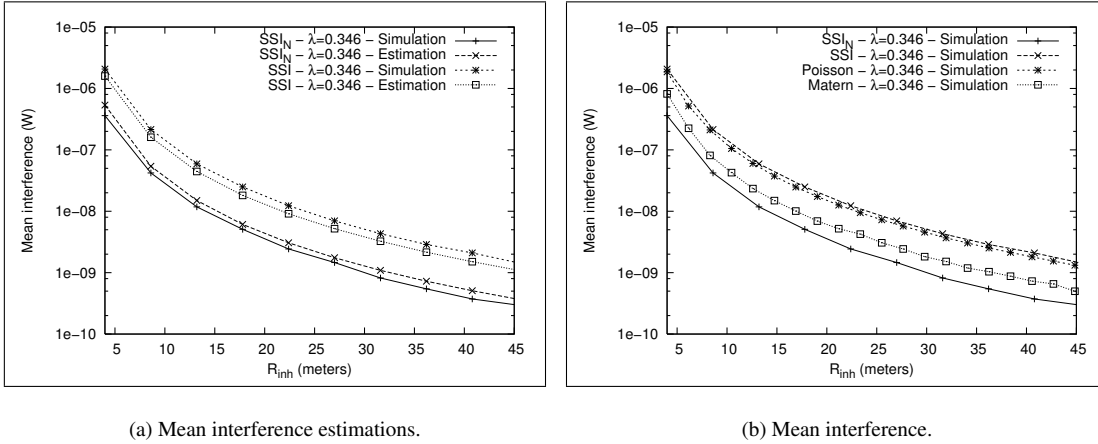 1e-05
1e-06
1e-07
1e-08
1e-09
1e-10
Mean interference (W)
SSI_N − λ=0.346 − Simulation
SSI_N − λ=0.346 − Estimation
SSI − λ=0.346 − Simulation
SSI − λ=0.346 − Estimation
5 10 15 20 25 30 35 40 45
R_inh (meters)
(a) Mean interference estimations.
1e-05
1e-06
1e-07
1e-08
1e-09
1e-10
Mean interference (W)
SSI_N − λ=0.346 − Simulation
SSI − λ=0.346 − Simulation
Poisson − λ=0.346 − Simulation
Matern − λ=0.346 − Simulation
5 10 15 20 25 30 35 40 45
R_inh (meters)
(b) Mean interference.